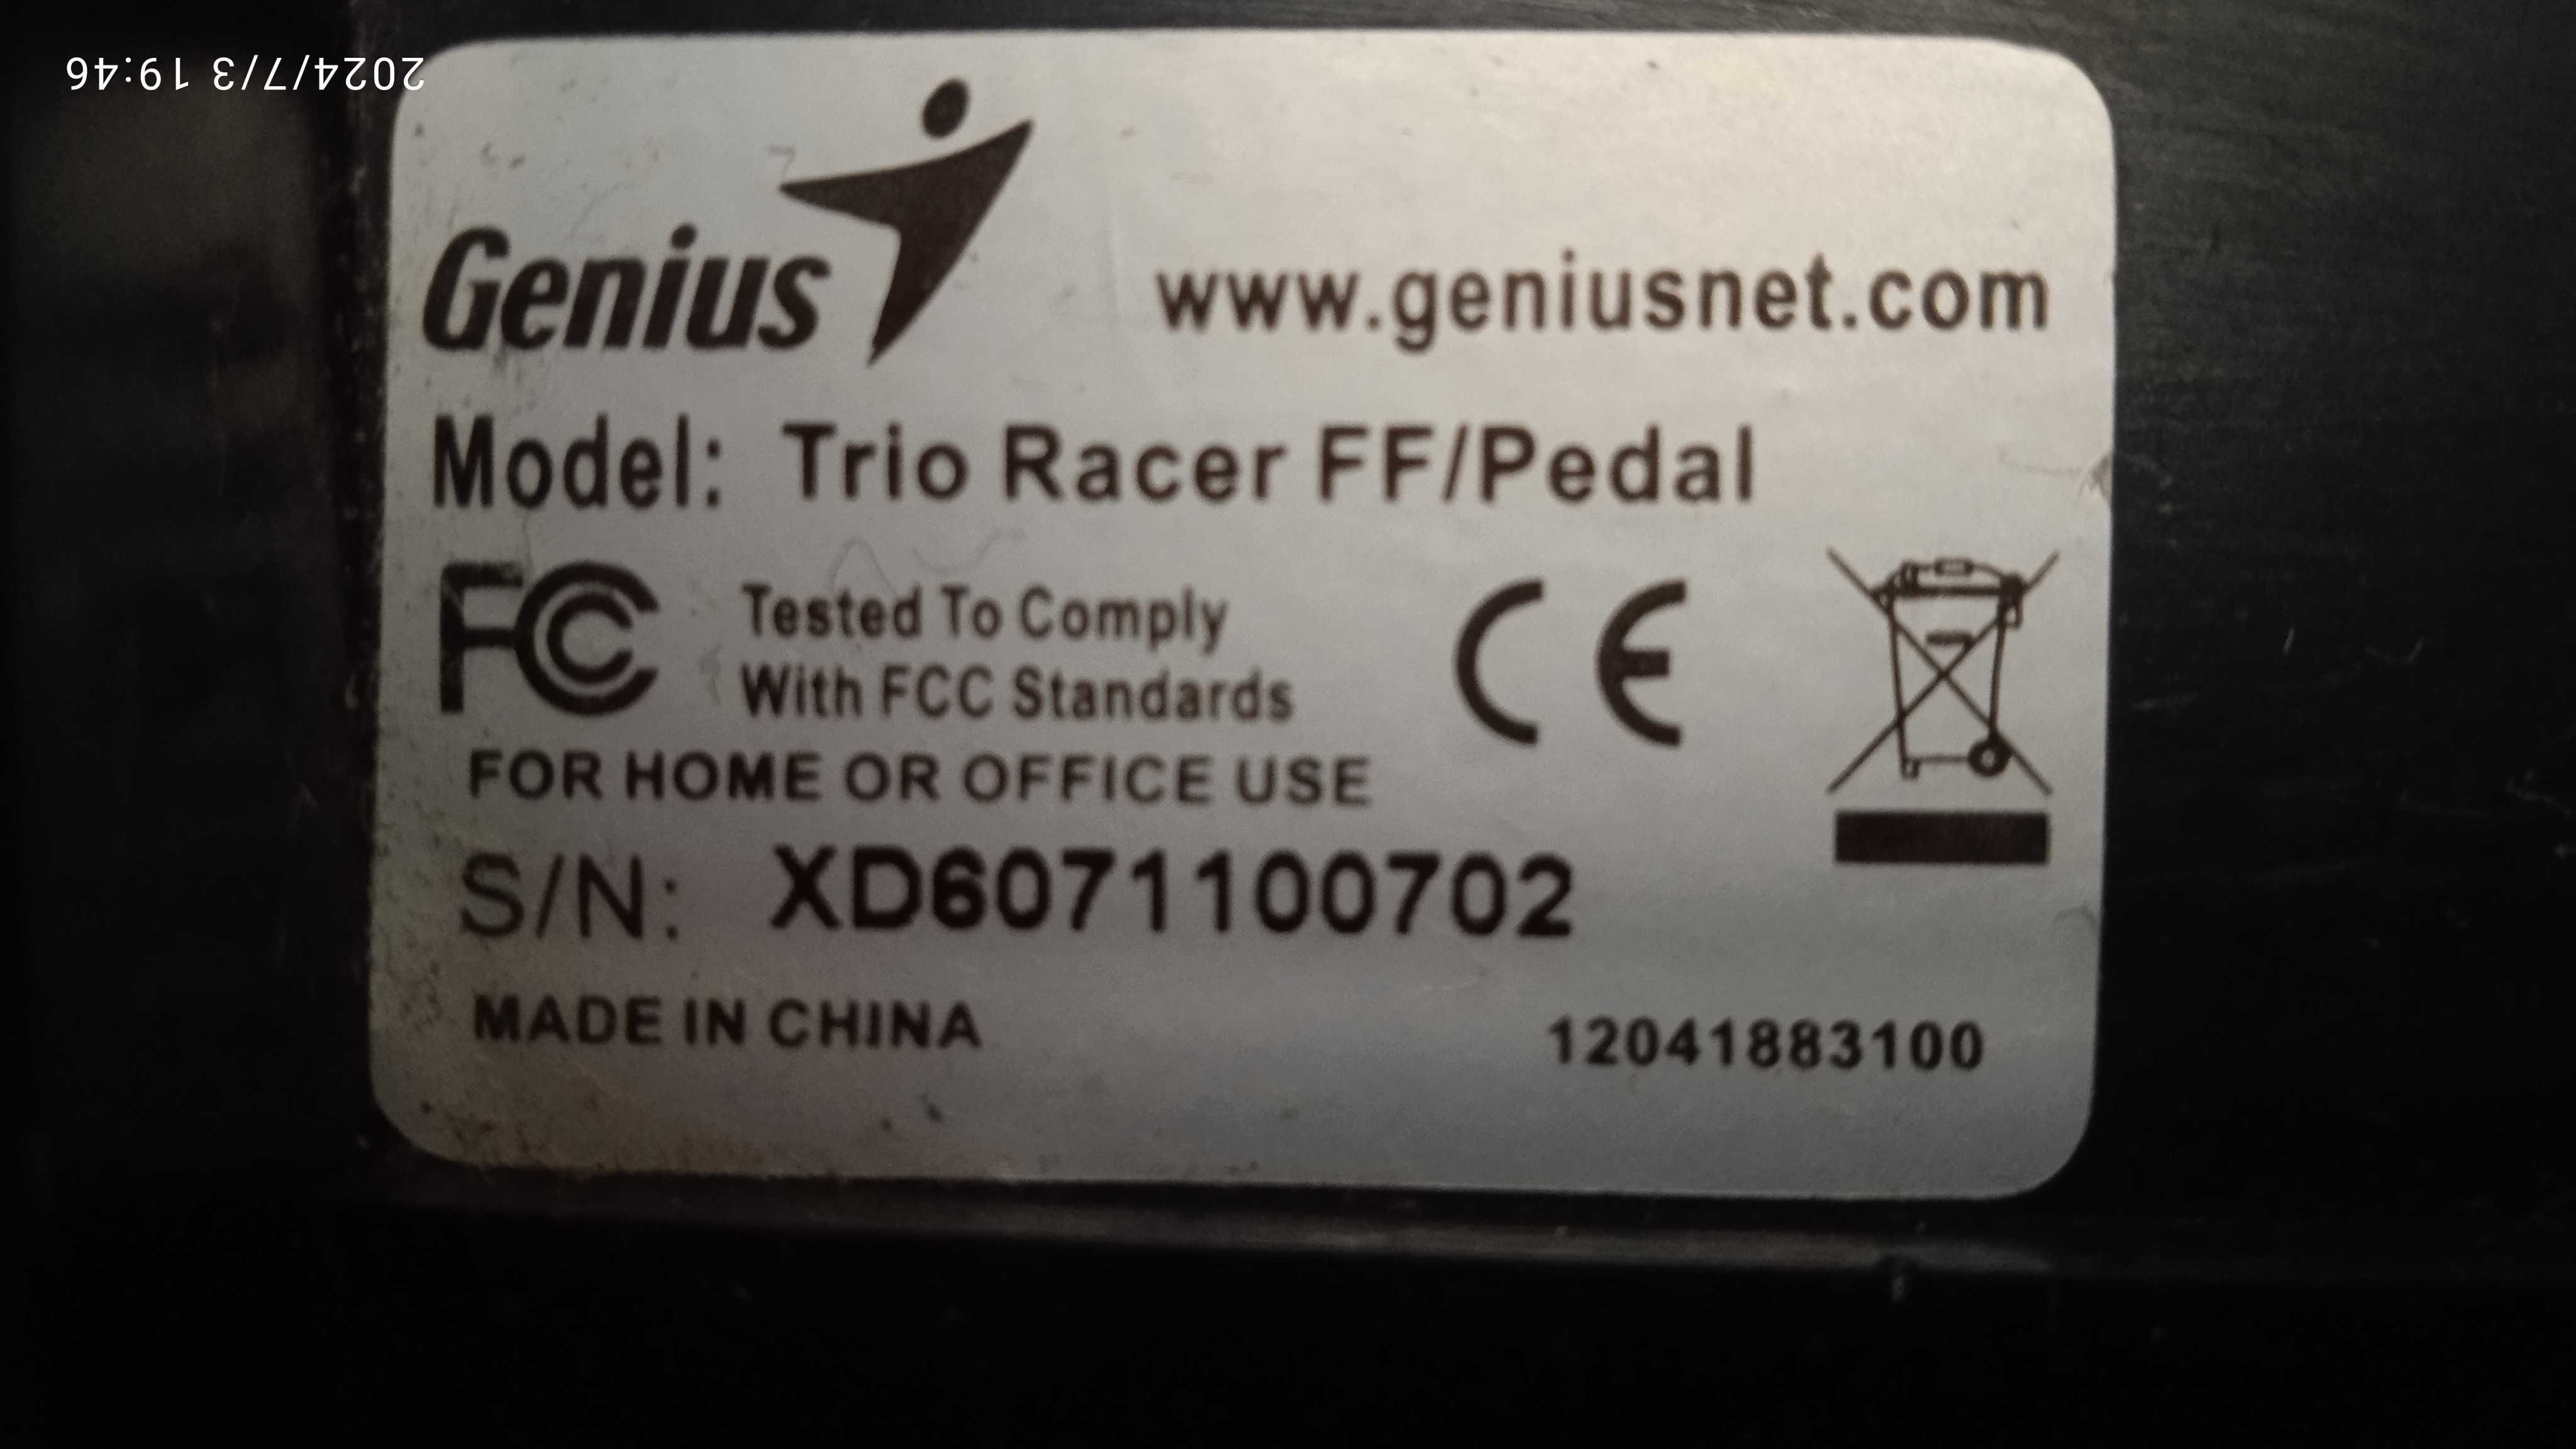 2024/7/3 19:46
Genius
www.geniusnet.com
Model: Trio Racer FF/Pedal
FC Tested To Comply
With FCC Standards
CE
FOR HOME OR OFFICE USE
S/N: XD6071100702
MADE IN CHINA
12041883100